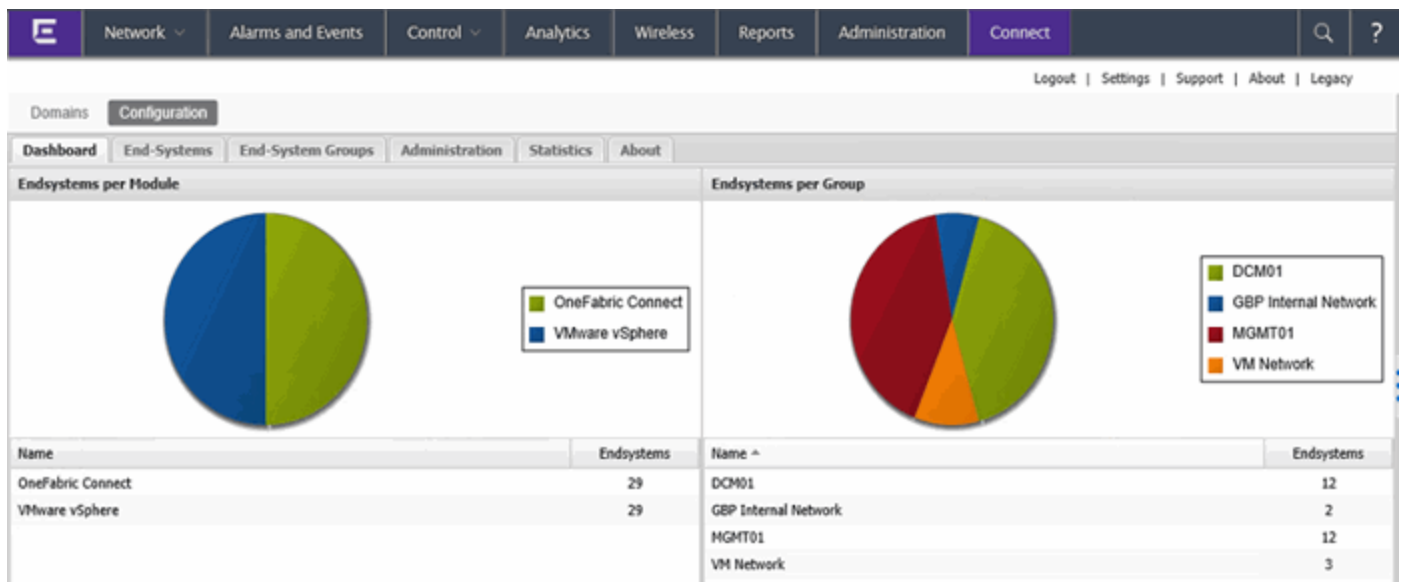 E Network Alarms and Events Control Analytics Wireless Reports Administration Connect ?
Logout | Settings | Support | About | Legacy
Domains Configuration
Dashboard End-Systems End-System Groups Administration Statistics About
Endsystems per Module
OneFabric Connect
VMware vSphere
Name Endsystems
OneFabric Connect 29
VMware vSphere 29
Endsystems per Group
DCM01
GBP Internal Network
MGMT01
VM Network
Name Endsystems
DCM01 12
GBP Internal Network 2
MGMT01 12
VM Network 3